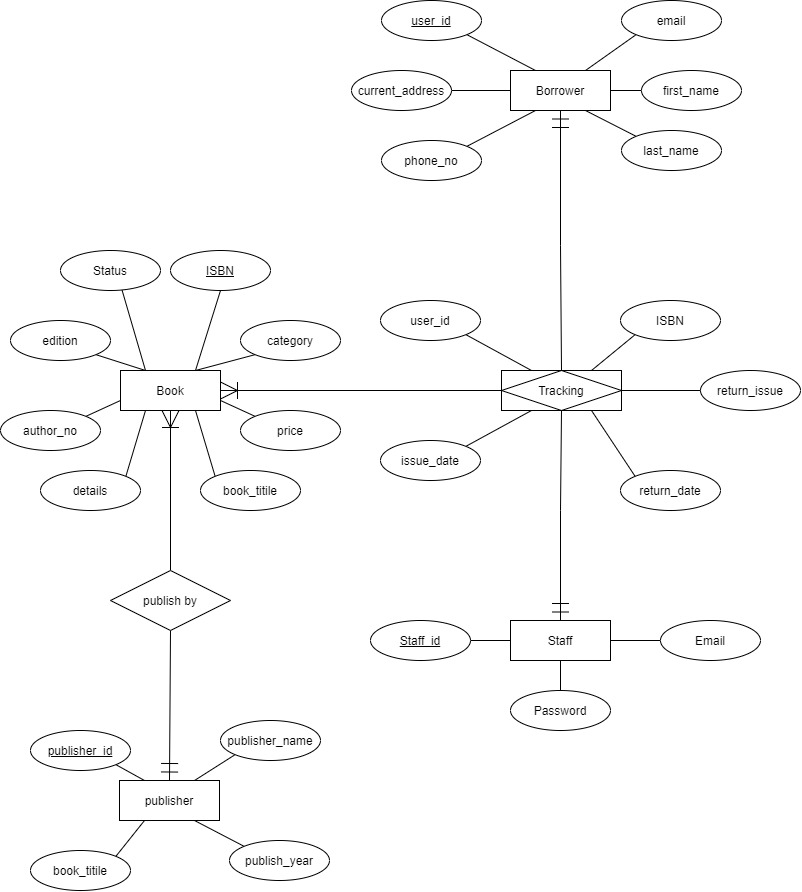 user_id
email
current_address
Borrower
first_name
phone_no
last_name
Status
ISBN
user_id
ISBN
edition
category
Book
Tracking
return_issue
author_no
price
issue_date
details
book_titile
return_date
publish by
Staff_id
Staff
Email
Password
publisher_id
publisher_name
publisher
book_titile
publish_year